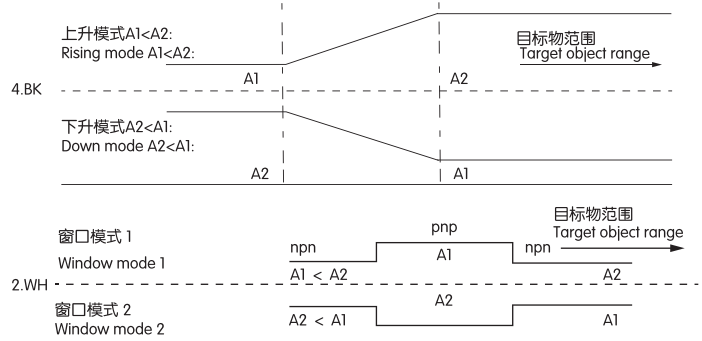 上升模式A1<A2:
Rising mode A1<A2:
目标物范围
Target object range
A1
A2
4.BK
下升模式A2<A1:
Down mode A2<A1:
A2
A1
目标物范围
Target object range
窗口模式 1
pnp
npn
A1
npn
Window mode 1
A1 < A2
A2
2.WH
窗口模式 2
A2
Window mode 2
A2 < A1
A1